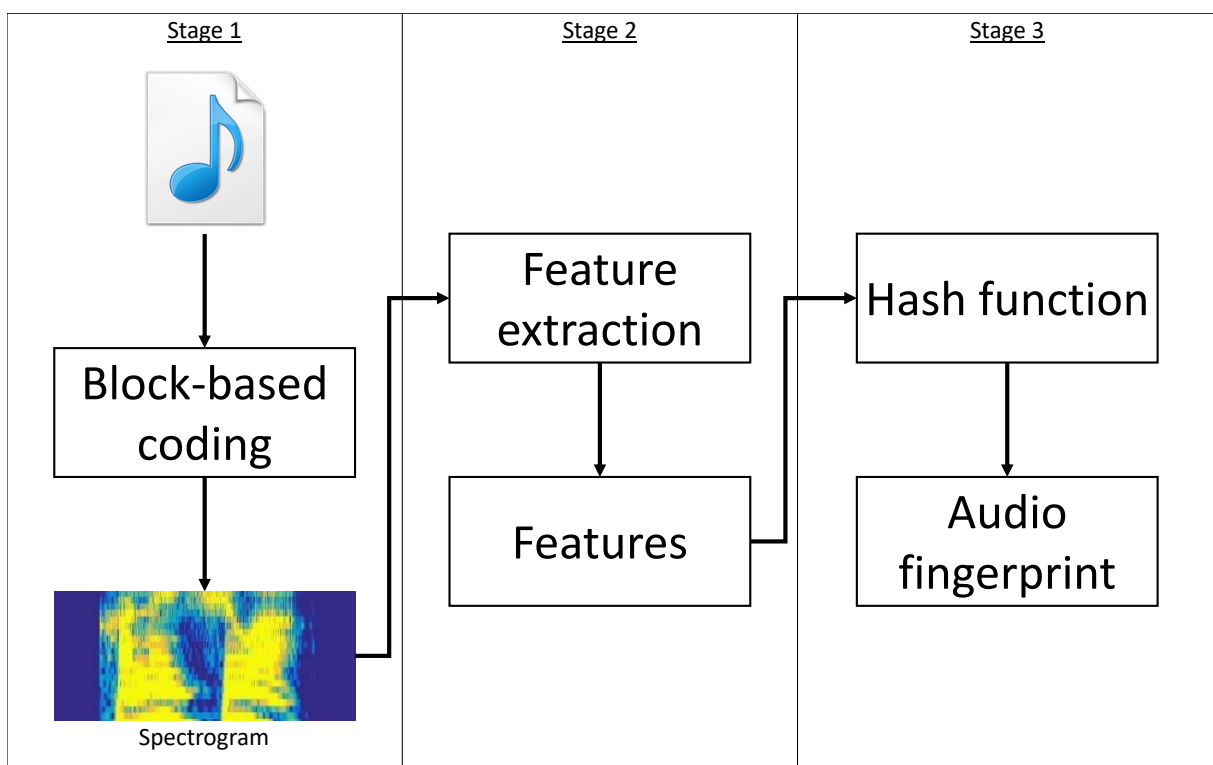 Stage 1
Block-based
coding
Spectrogram
Stage 2
Feature
extraction
Features
Stage 3
Hash function
Audio
fingerprint